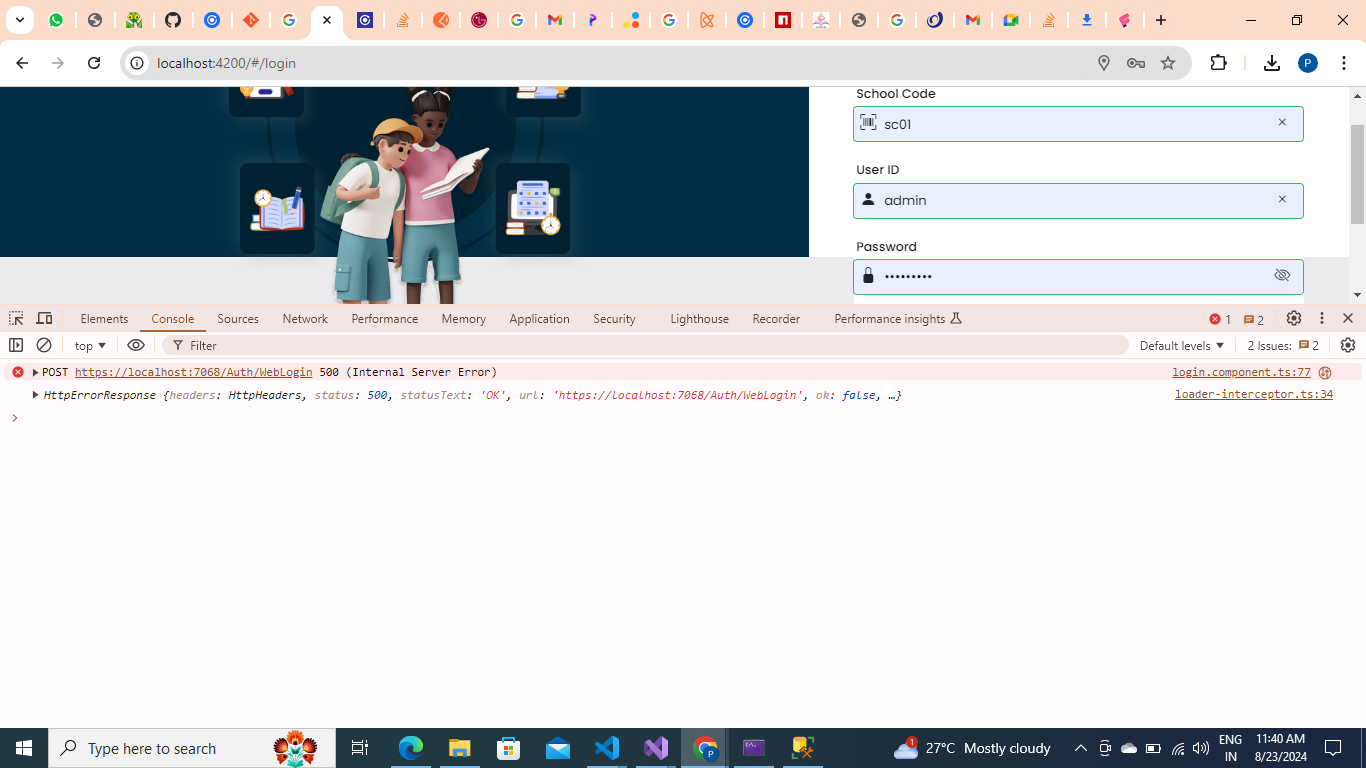 localhost:4200/#/login
P
School Code
sc01
User ID
admin
Password
•••••••••
Elements Console Sources Network Performance Memory Application Security Lighthouse Recorder Performance insights 1 2
top Filter Default levels 2 Issues: 2
POST https://localhost:7068/Auth/WebLogin 500 (Internal Server Error) login.component.ts:77
HttpErrorResponse {headers: HttpHeaders, status: 500, statusText: 'OK', url: 'https://localhost:7068/Auth/WebLogin', ok: false, …} loader-interceptor.ts:34
Type here to search
1
27°C Mostly cloudy
ENG
IN
11:40 AM
8/23/2024